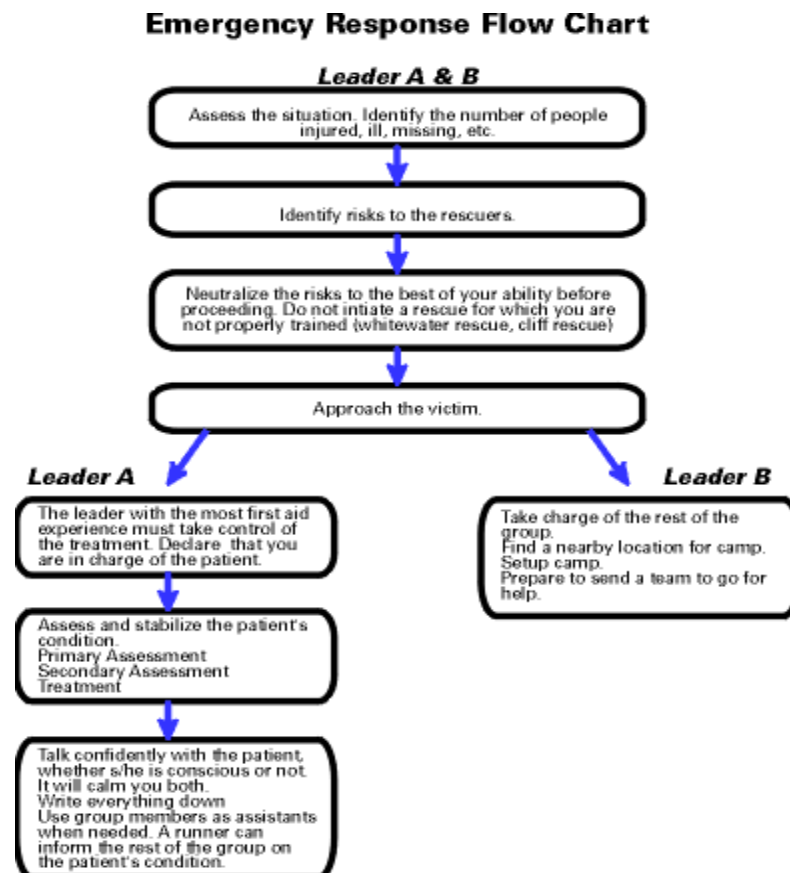 Emergency Response Flow Chart
Leader A & B
Assess the situation. Identify the number of people
injured, ill, missing, etc.
Identify risks to the rescuers.
Neutralize the risks to the best of your ability before
proceeding. Do not intiate a rescue for which you are
not properly trained (whitewater rescue, cliff rescue)
Approach the victim.
Leader A
The leader with the most first aid
experience must take control of
the treatment. Declare that you
are in charge of the patient.
Assess and stabilize the patient's
condition.
Primary Assessment
Secondary Assessment
Treatment
Talk confidently with the patient,
whether s/he is conscious or not.
It will calm you both.
Write everything down
Use group members as assistants
when needed. A runner can
inform the rest of the group on
the patient's condition.
Leader B
Take charge of the rest of the
group.
Find a nearby location for camp.
Setup camp.
Prepare to send a team to go for
help.